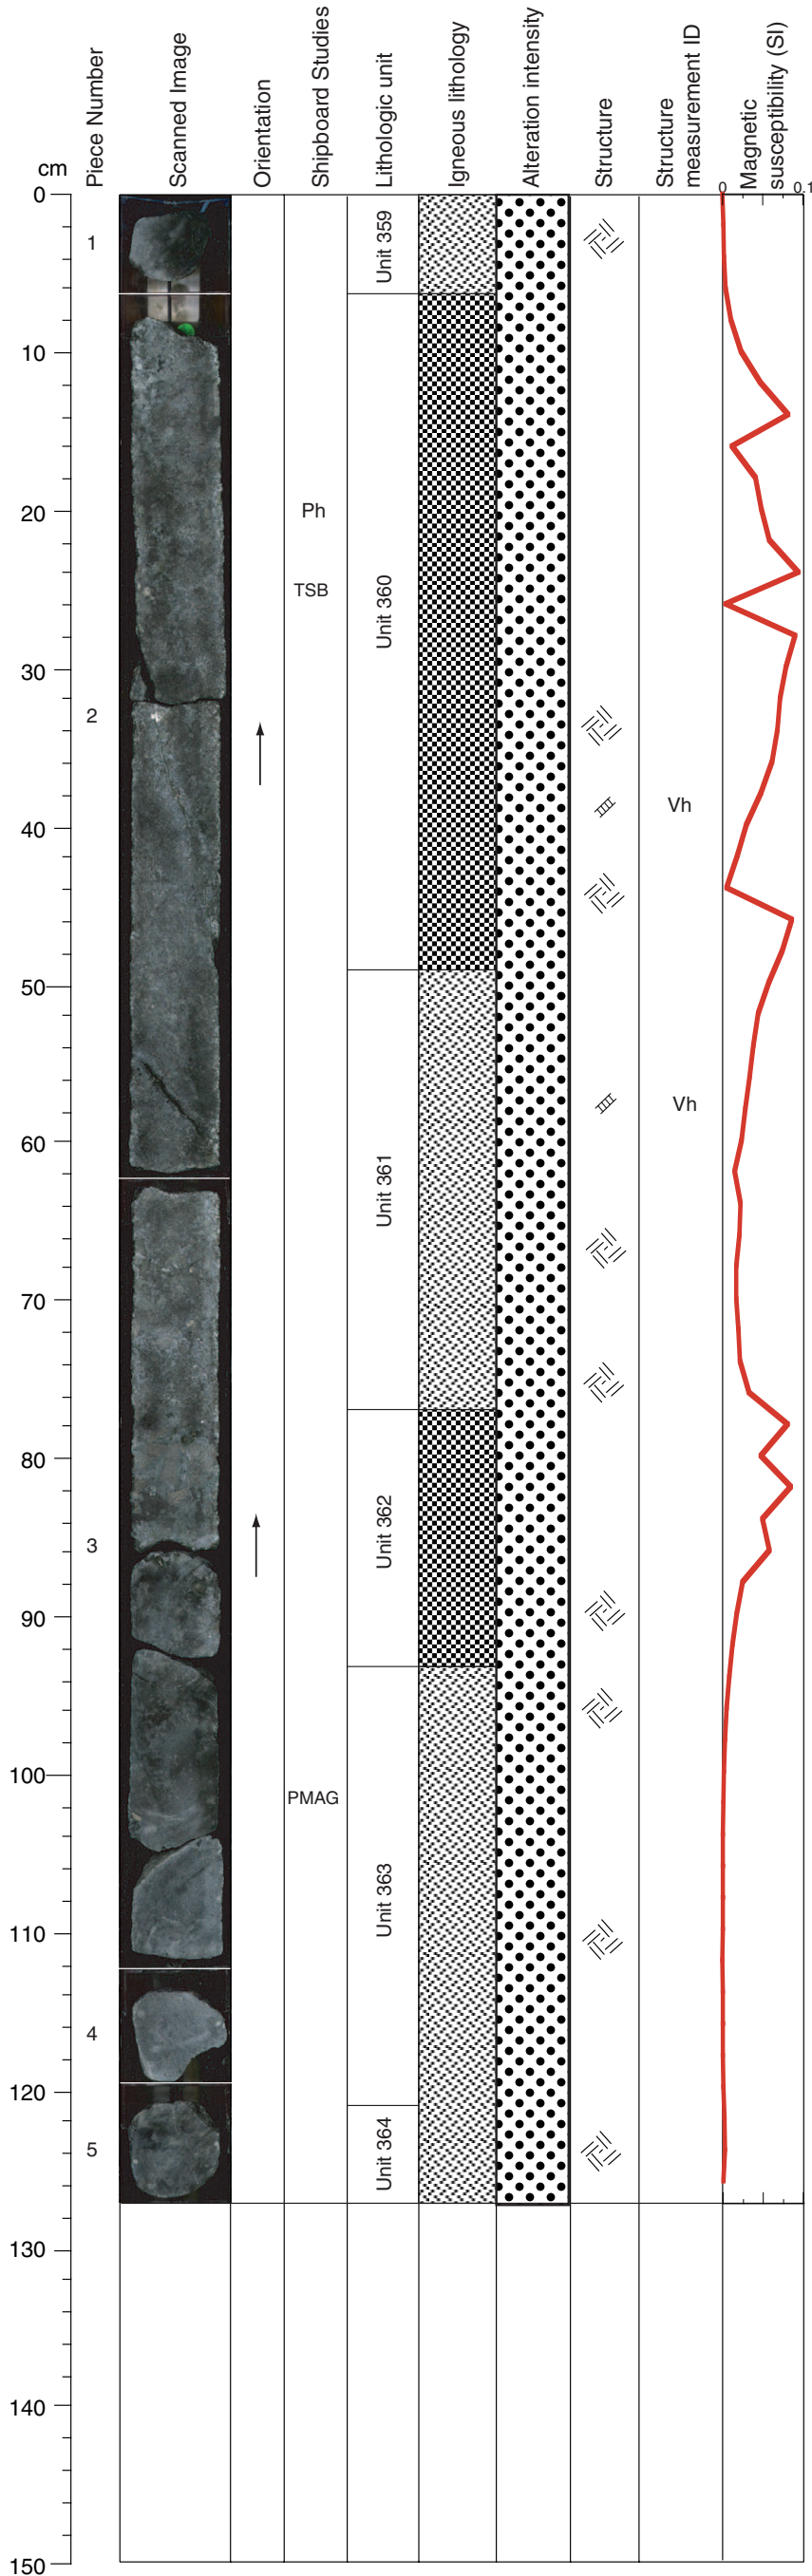 cm
Piece Number
Scanned Image
Orientation
Shipboard Studies
Lithologic unit
Igneous lithology
Alteration intensity
Structure
Structure
measurement ID
Magnetic
susceptibility (SI)
0 0.1
0
1
Unit 359
10
20
Ph
TSB
Unit 360
30
2
40
Vh
50
Vh
60
Unit 361
70
80
Unit 362
3
90
100
PMAG
Unit 363
110
4
120
5
Unit 364
130
140
150